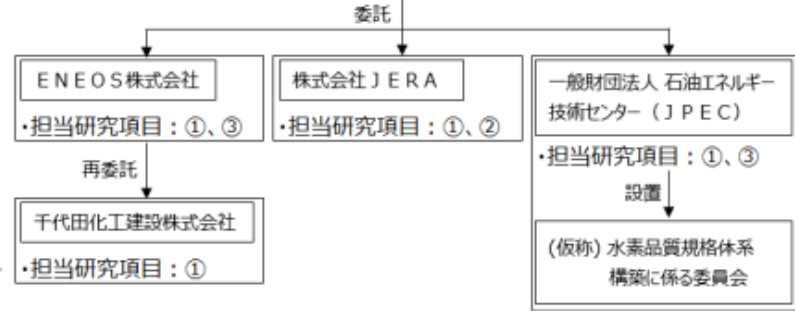 委託
ＥＮＥＯＳ株式会社
・担当研究項目：①、③
再委託
千代田化工建設株式会社
・担当研究項目：①
株式会社ＪＥＲＡ
・担当研究項目：①、②
一般財団法人 石油エネルギー
技術センター（ＪＰＥＣ）
・担当研究項目：①、③
設置
(仮称) 水素品質規格体系
構築に係る委員会